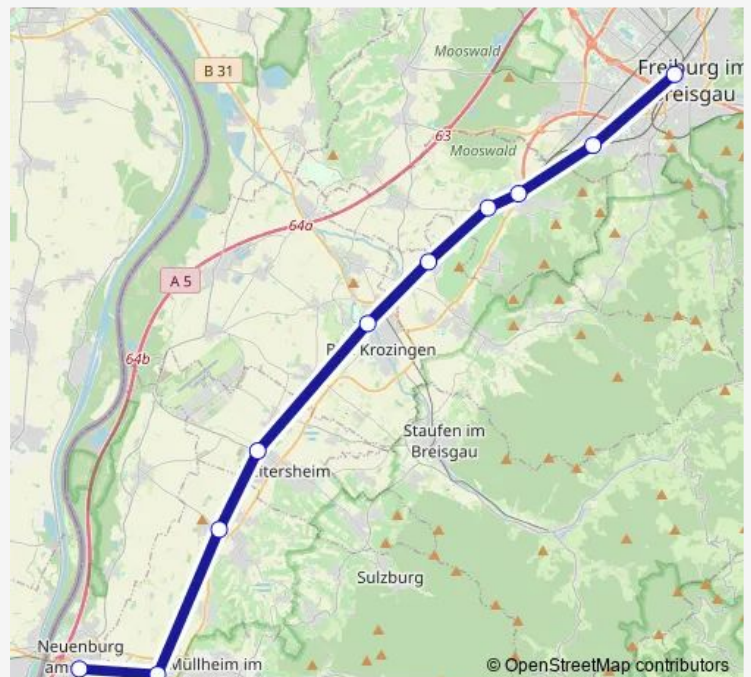 Mooswald
B 31
Freiburg im
Breisgau
63
Mooswald
64a
A 5
64b
Krozingen
Staufen im
Breisgau
itersheim
Sulzburg
Neuenburg
am
Müllheim im
© OpenStreetMap contributors